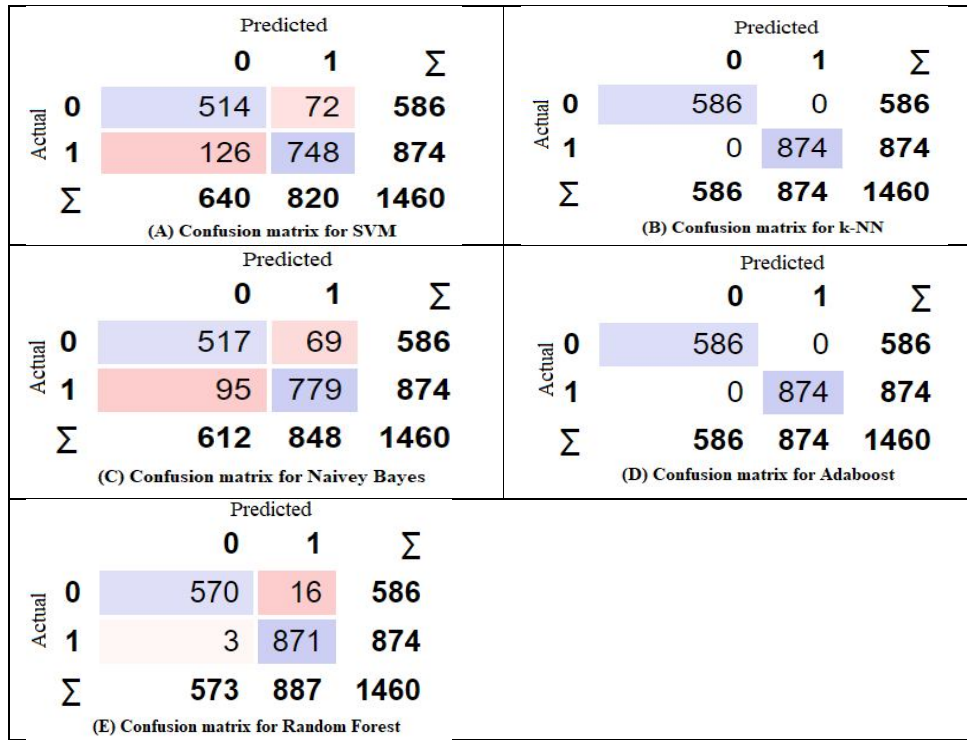 Predicted
0 1 Σ
Actual
0 514 72 586
1 126 748 874
Σ 640 820 1460
(A) Confusion matrix for SVM
Predicted
0 1 Σ
Actual
0 586 0 586
1 0 874 874
Σ 586 874 1460
(B) Confusion matrix for k-NN
Predicted
0 1 Σ
Actual
0 517 69 586
1 95 779 874
Σ 612 848 1460
(C) Confusion matrix for Naivey Bayes
Predicted
0 1 Σ
Actual
0 586 0 586
1 0 874 874
Σ 586 874 1460
(D) Confusion matrix for Adaboost
Predicted
0 1 Σ
Actual
0 570 16 586
1 3 871 874
Σ 573 887 1460
(E) Confusion matrix for Random Forest